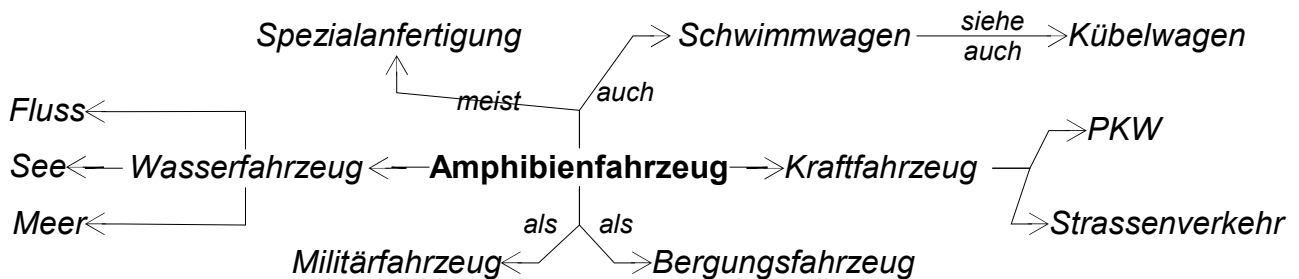 Spezialanfertigung
Schwimmwagen
siehe
auch
Kübelwagen
meist
auch
Fluss
PKW
See
Wasserfahrzeug
Amphibienfahrzeug
Kraftfahrzeug
Meer
Strassenverkehr
als
als
Militärfahrzeug
Bergungsfahrzeug